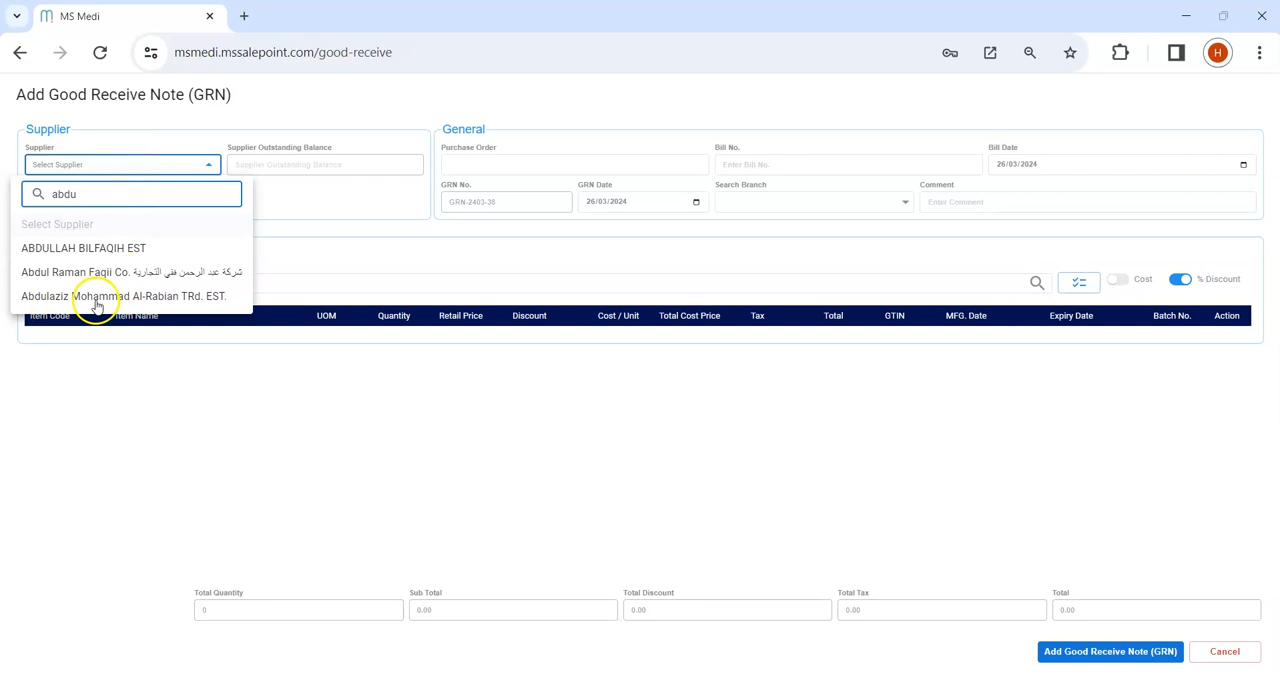 MS Medi
msmedi.mssalepoint.com/good-receive
H
Add Good Receive Note (GRN)
Supplier
General
Supplier
Supplier Outstanding Balance
Purchase Order
Bill No.
Bill Date
Select Supplier
Supplier Outstanding Balance
Enter Bill No.
26/03/2024
GRN No.
GRN Date
Search Branch
Comment
abdu
GRN-2403-38
26/03/2024
Enter Comment
Select Supplier
ABDULLAH BILFAQIH EST
Abdul Raman Faqii Co. شركة عبد الرحمن فقي التجارية
Abdulaziz Mohammad Al-Rabian TRd. EST.
Cost
% Discount
Item Code
Item Name
UOM
Quantity
Retail Price
Discount
Cost / Unit
Total Cost Price
Tax
Total
GTIN
MFG. Date
Expiry Date
Batch No.
Action
Total Quantity
Sub Total
Total Discount
Total Tax
Total
0
0.00
0.00
0.00
0.00
Add Good Receive Note (GRN)
Cancel